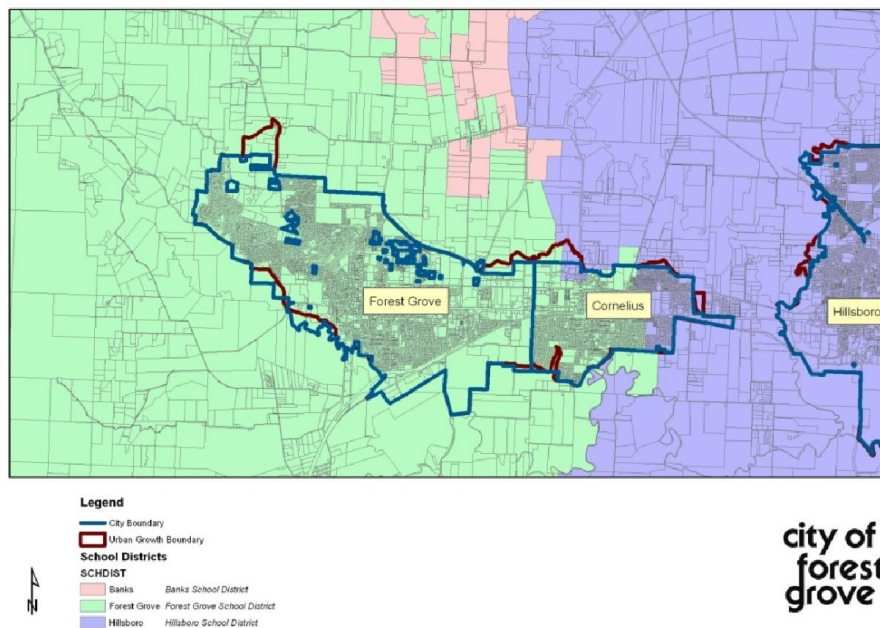 Forest Grove
Cornelius
Hillsboro
Legend
City Boundary
Urban Growth Boundary
School Districts
SCHDIST
Banks Banks School District
Forest Grove Forest Grove School District
Hillsboro Hillsboro School District
N
city of
forest
grove